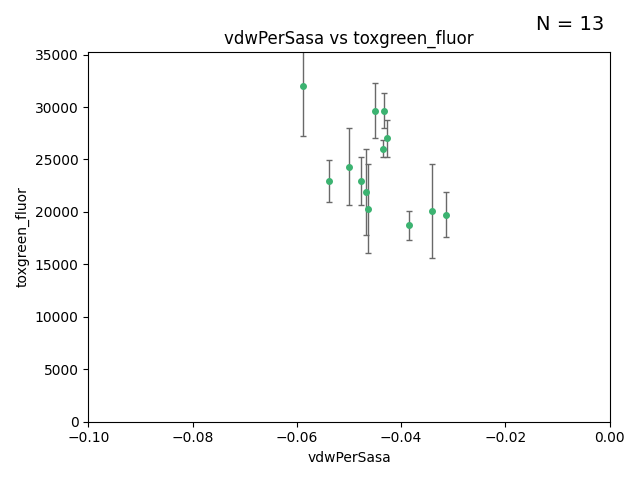 N = 13
vdwPerSasa vs toxgreen_fluor
toxgreen_fluor
35000
30000
25000
20000
15000
10000
5000
0
−0.10 −0.08 −0.06 −0.04 −0.02 0.00
vdwPerSasa